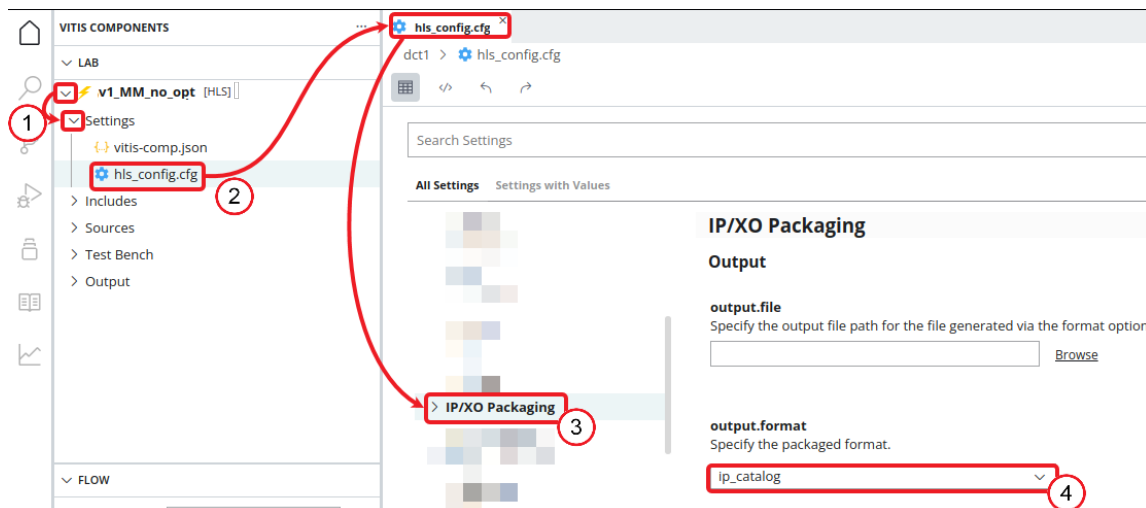 VITIS COMPONENTS
...
LAB
v1_MM_no_opt [HLS]
1
Settings
{·} vitis-comp.json
hls_config.cfg
2
Includes
Sources
Test Bench
Output
FLOW
hls_config.cfg ×
dct1 > hls_config.cfg
</>
Search Settings
All Settings Settings with Values
> IP/XO Packaging
3
IP/XO Packaging
Output
output.file
Specify the output file path for the file generated via the format option
Browse
output.format
Specify the packaged format.
ip_catalog
4